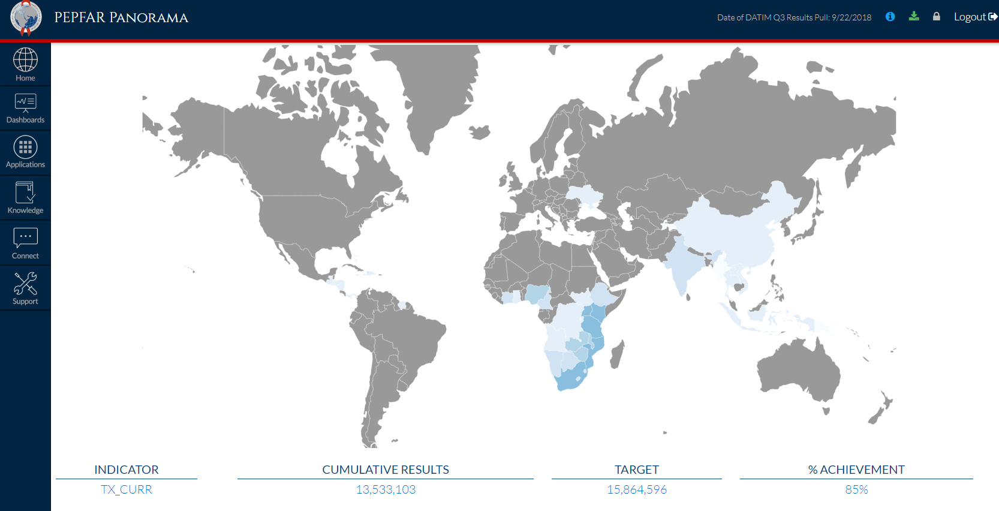 PEPFAR PANORAMA
Date of DATIM Q3 Results Pull: 9/22/2018
Logout
Home
Dashboards
Applications
Knowledge
Connect
Support
INDICATOR CUMULATIVE RESULTS TARGET % ACHIEVEMENT
TX_CURR 13,533,103 15,864,596 85%